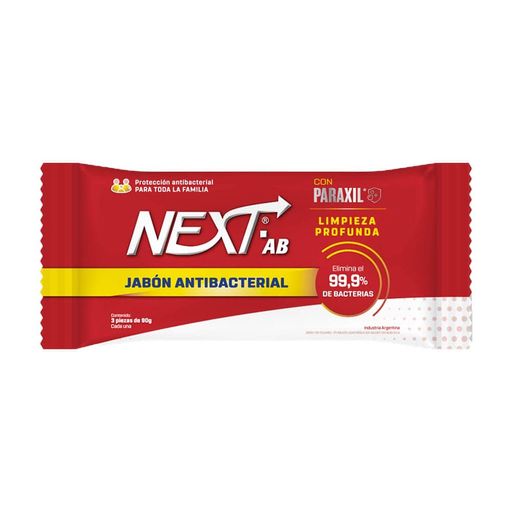 Protección antibacterial
PARA TODA LA FAMILIA
NEXT® AB
JABÓN ANTIBACTERIAL
Contenido:
3 piezas de 90g
Cada una
CON
PARAXIL®
LIMPIEZA
PROFUNDA
Elimina el
99,9%
DE BACTERIAS
Industria Argentina